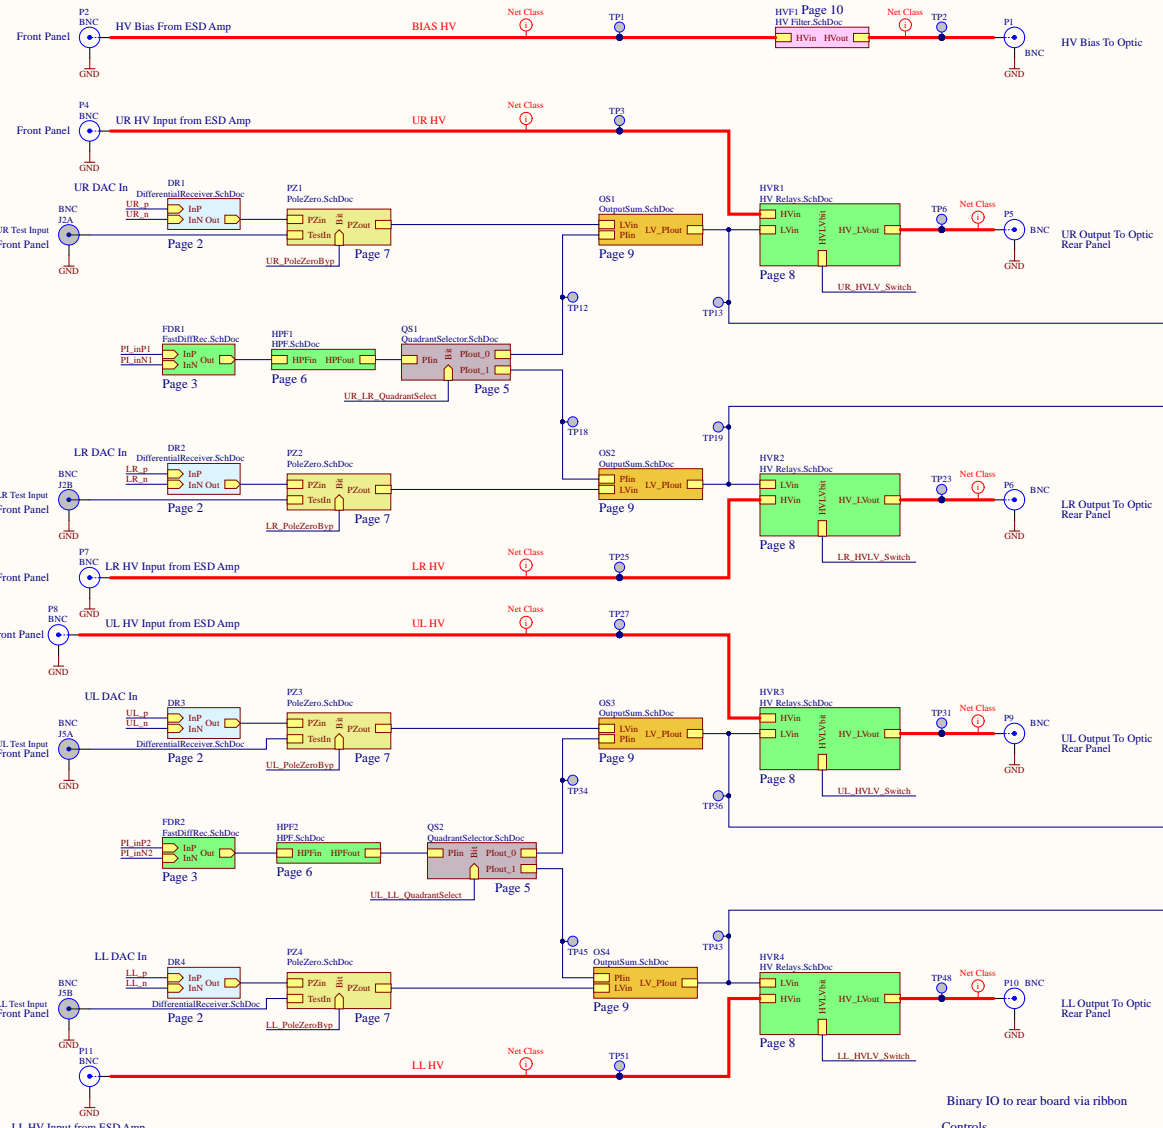 P2
BNC
Front Panel
HV Bias From ESD Amp
BIAS HV
Net Class
TP1
HVF1 Page 10
HV Filter.SchDoc
HVin HVout
Net Class
TP2
P1
BNC
HV Bias To Optic
GND
GND
P4
BNC
Front Panel
UR HV Input from ESD Amp
UR HV
Net Class
TP3
GND
UR DAC In
DR1
DifferentialReceiver.SchDoc
UR_p
UR_n
InP
InN Out
Page 2
BNC
J2A
UR Test Input
Front Panel
GND
PZ1
PoleZero.SchDoc
PZin
TestIn
Bit
PZout
UR_PoleZeroByp
Page 7
OS1
OutputSum.SchDoc
LVin
PIin
LV_PIout
Page 9
HVR1
HV Relays.SchDoc
HVin
LVin
HVLVbit
HV_LVout
Page 8
UR_HVLV_Switch
TP6
Net Class
P5
BNC
UR Output To Optic
Rear Panel
GND
TP12
TP13
FDR1
FastDiffRec.SchDoc
PI_inP1
PI_inN1
InP
InN
Out
Page 3
HPF1
HPF.SchDoc
HPFin HPFout
Page 6
QS1
QuadrantSelector.SchDoc
PIin
Bit
PIout_0
PIout_1
Page 5
UR_LR_QuadrantSelect
TP18
TP19
LR DAC In
DR2
DifferentialReceiver.SchDoc
LR_p
LR_n
InP
InN Out
Page 2
BNC
J2B
LR Test Input
Front Panel
GND
PZ2
PoleZero.SchDoc
PZin
TestIn
Bit
PZout
LR_PoleZeroByp
Page 7
OS2
OutputSum.SchDoc
PIin
LVin
LV_PIout
Page 9
HVR2
HV Relays.SchDoc
LVin
HVin
HVLVbit
HV_LVout
Page 8
LR_HVLV_Switch
TP23
Net Class
P6
BNC
LR Output To Optic
Rear Panel
GND
P7
BNC
Front Panel
LR HV Input from ESD Amp
LR HV
Net Class
TP25
GND
P8
BNC
ront Panel
UL HV Input from ESD Amp
UL HV
Net Class
TP27
GND
UL DAC In
DR3
UL_p
UL_n
InP
InN
Out
DifferentialReceiver.SchDoc
Page 2
BNC
J5A
UL Test Input
Front Panel
GND
PZ3
PoleZero.SchDoc
PZin
TestIn
Bit
PZout
UL_PoleZeroByp
Page 7
OS3
OutputSum.SchDoc
LVin
PIin
LV_PIout
Page 9
HVR3
HV Relays.SchDoc
HVin
LVin
HVLVbit
HV_LVout
Page 8
UL_HVLV_Switch
TP31
Net Class
P9
BNC
UL Output To Optic
Rear Panel
GND
TP34
TP36
FDR2
FastDiffRec.SchDoc
PI_inP2
PI_inN2
InP
InN
Out
Page 3
HPF2
HPF.SchDoc
HPFin HPFout
Page 6
QS2
QuadrantSelector.SchDoc
PIin
Bit
PIout_0
PIout_1
Page 5
UL_LL_QuadrantSelect
TP45
TP43
LL DAC In
DR4
LL_p
LL_n
InP
InN
Out
DifferentialReceiver.SchDoc
Page 2
BNC
J5B
LL Test Input
Front Panel
GND
PZ4
PoleZero.SchDoc
PZin
TestIn
Bit
PZout
LL_PoleZeroByp
Page 7
OS4
OutputSum.SchDoc
PIin
LVin
LV_PIout
Page 9
HVR4
HV Relays.SchDoc
LVin
HVin
HVLVbit
HV_LVout
Page 8
LL_HVLV_Switch
TP48
Net Class
P10
BNC
LL Output To Optic
Rear Panel
GND
P11
BNC
LL HV
Net Class
TP51
GND
LL HV Input from ESD Amp
Binary IO to rear board via ribbon
Controls